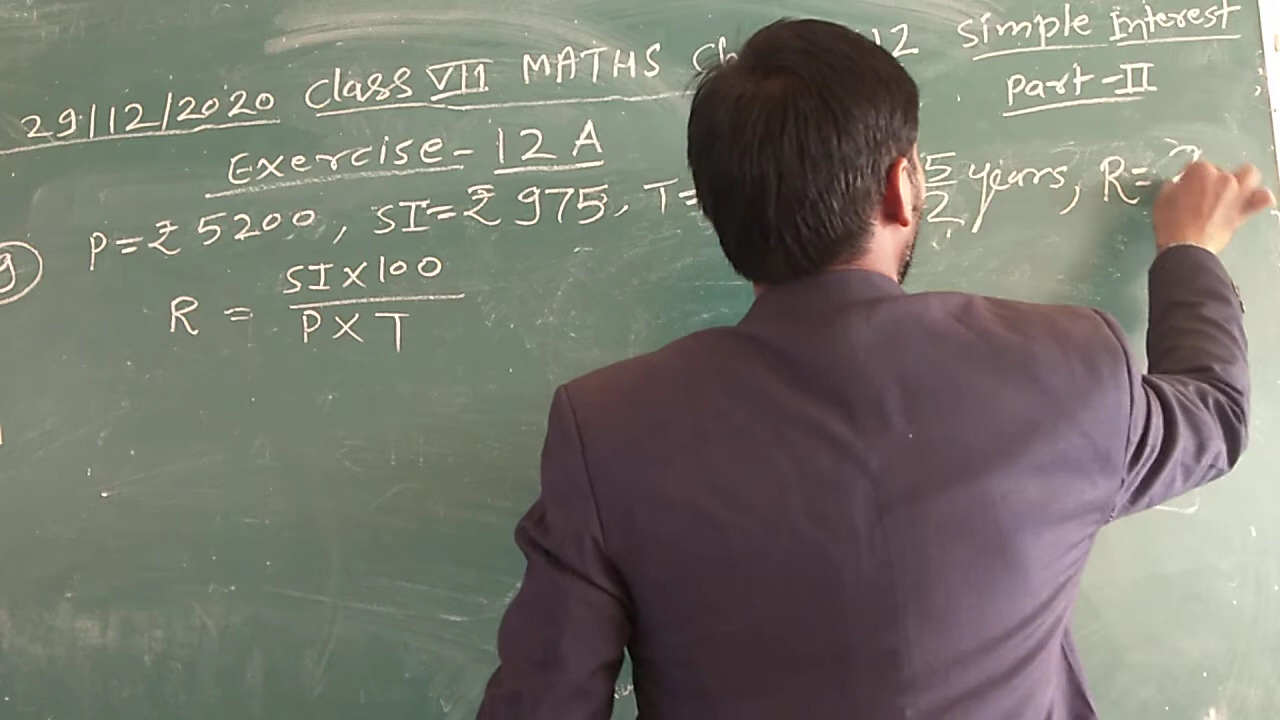 29/12/2020 Class VII MATHS Ch 12 Simple Interest
Part-II
Exercise-12A
9 P=₹5200, SI=₹975, T= 5/2 years, R=?
R = SI×100
P×T